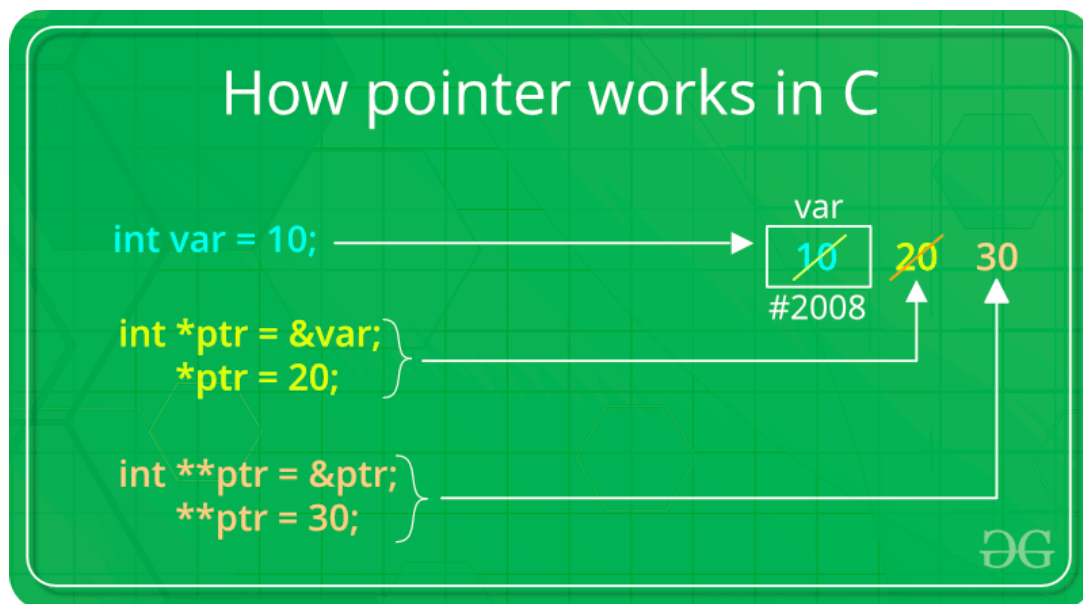 How pointer works in C
var
int var = 10;
10 20 30
#2008
int *ptr = &var;
*ptr = 20;
int **ptr = &ptr;
**ptr = 30;
GG